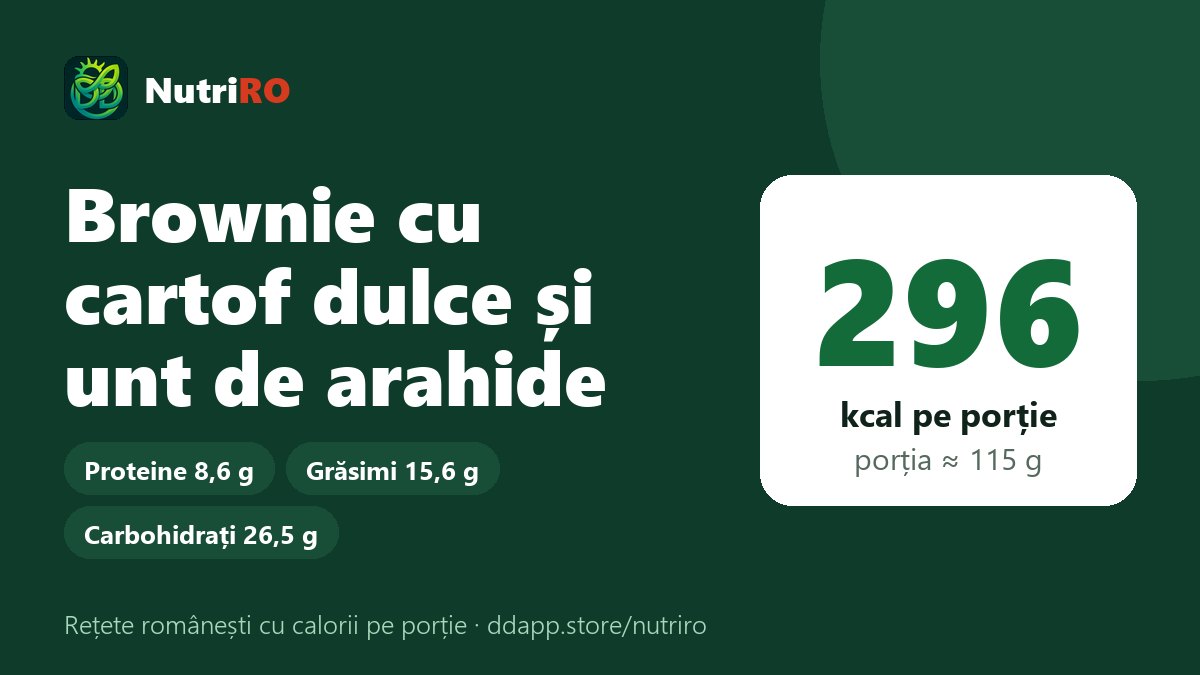 NutriRO
Brownie cu
cartof dulce și
unt de arahide
Proteine 8,6 g
Grăsimi 15,6 g
Carbohidrați 26,5 g
296
kcal pe porție
porția ≈ 115 g
Rețete românești cu calorii pe porție · ddapp.store/nutriro